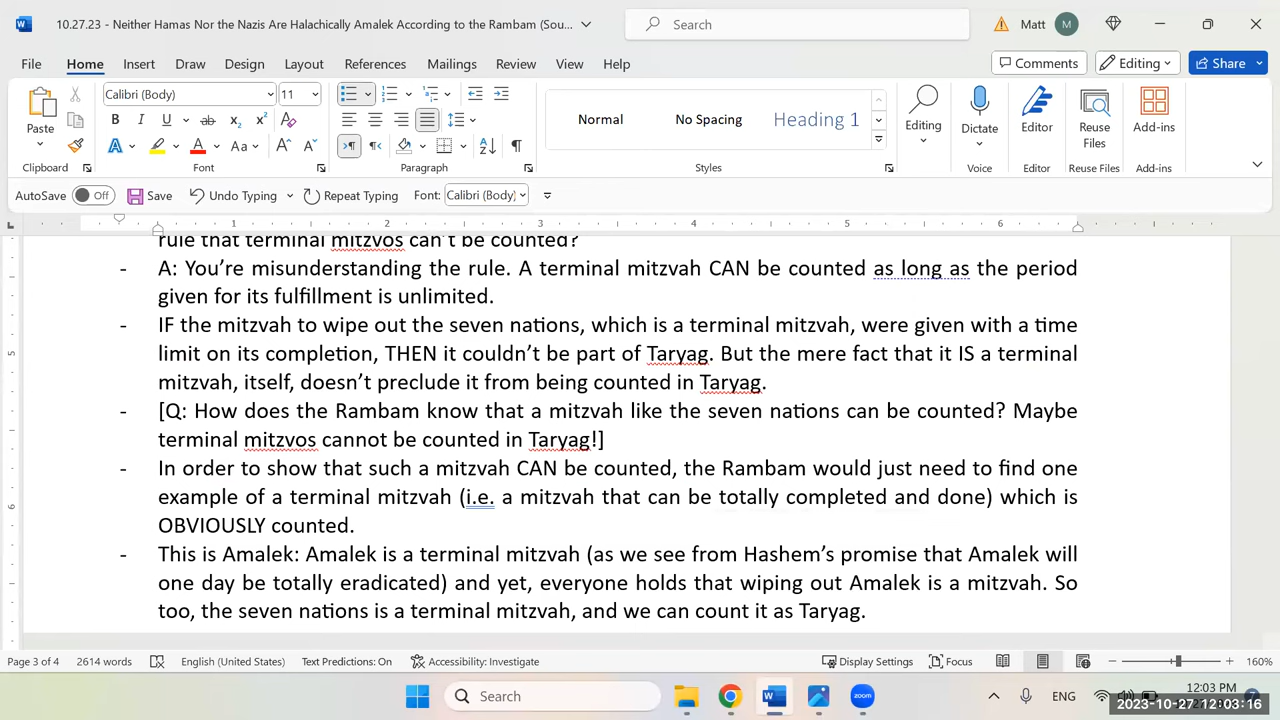 10.27.23 - Neither Hamas Nor the Nazis Are Halachically Amalek According to the Rambam (Sou...
Search
Matt
M
File Home Insert Draw Design Layout References Mailings Review View Help
Comments
Editing
Share
Calibri (Body) 11
Normal
No Spacing
Heading 1
Paste
Editing
Dictate
Editor
Reuse Files
Add-ins
Clipboard
Font
Paragraph
Styles
Voice
Editor
Reuse Files
Add-ins
AutoSave Off Save Undo Typing Repeat Typing Font: Calibri (Body)
1 2 3 4 5 6
rule that terminal mitzvos can't be counted?
- A: You're misunderstanding the rule. A terminal mitzvah CAN be counted as long as the period
given for its fulfillment is unlimited.
- IF the mitzvah to wipe out the seven nations, which is a terminal mitzvah, were given with a time
limit on its completion, THEN it couldn't be part of Taryag. But the mere fact that it IS a terminal
mitzvah, itself, doesn't preclude it from being counted in Taryag.
- [Q: How does the Rambam know that a mitzvah like the seven nations can be counted? Maybe
terminal mitzvos cannot be counted in Taryag!]
- In order to show that such a mitzvah CAN be counted, the Rambam would just need to find one
example of a terminal mitzvah (i.e. a mitzvah that can be totally completed and done) which is
OBVIOUSLY counted.
- This is Amalek: Amalek is a terminal mitzvah (as we see from Hashem's promise that Amalek will
one day be totally eradicated) and yet, everyone holds that wiping out Amalek is a mitzvah. So
too, the seven nations is a terminal mitzvah, and we can count it as Taryag.
5
6
Page 3 of 4 2614 words English (United States) Text Predictions: On Accessibility: Investigate Display Settings Focus 160%
Search
ENG
12:03 PM
2023-10-27 12:03:16